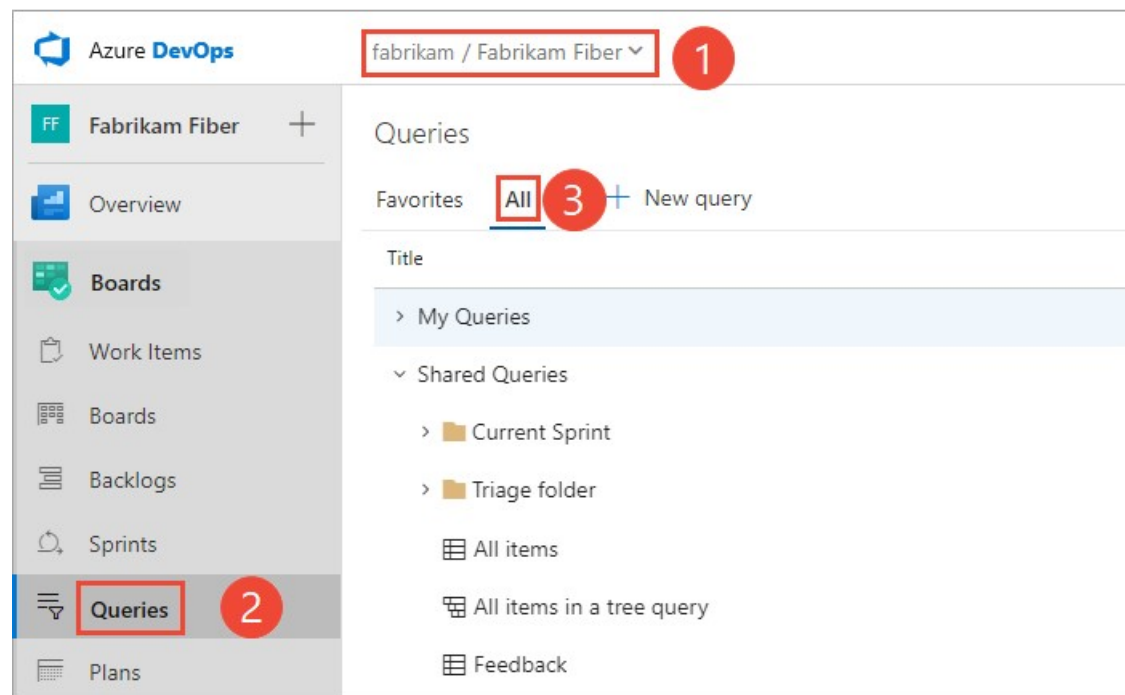 Azure DevOps
fabrikam / Fabrikam Fiber
1
FF
Fabrikam Fiber
Queries
Overview
Favorites
All
3
New query
Title
Boards
My Queries
Work Items
Shared Queries
Boards
Current Sprint
Backlogs
Triage folder
Sprints
All items
Queries
2
All items in a tree query
Plans
Feedback